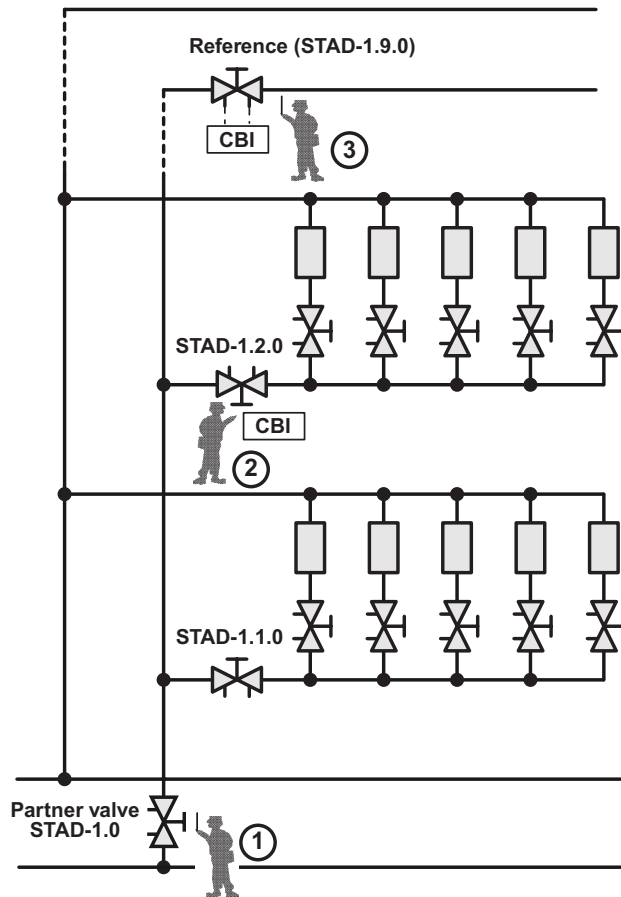 Reference (STAD-1.9.0)
CBI
3
STAD-1.2.0
CBI
2
STAD-1.1.0
Partner valve
STAD-1.0
1